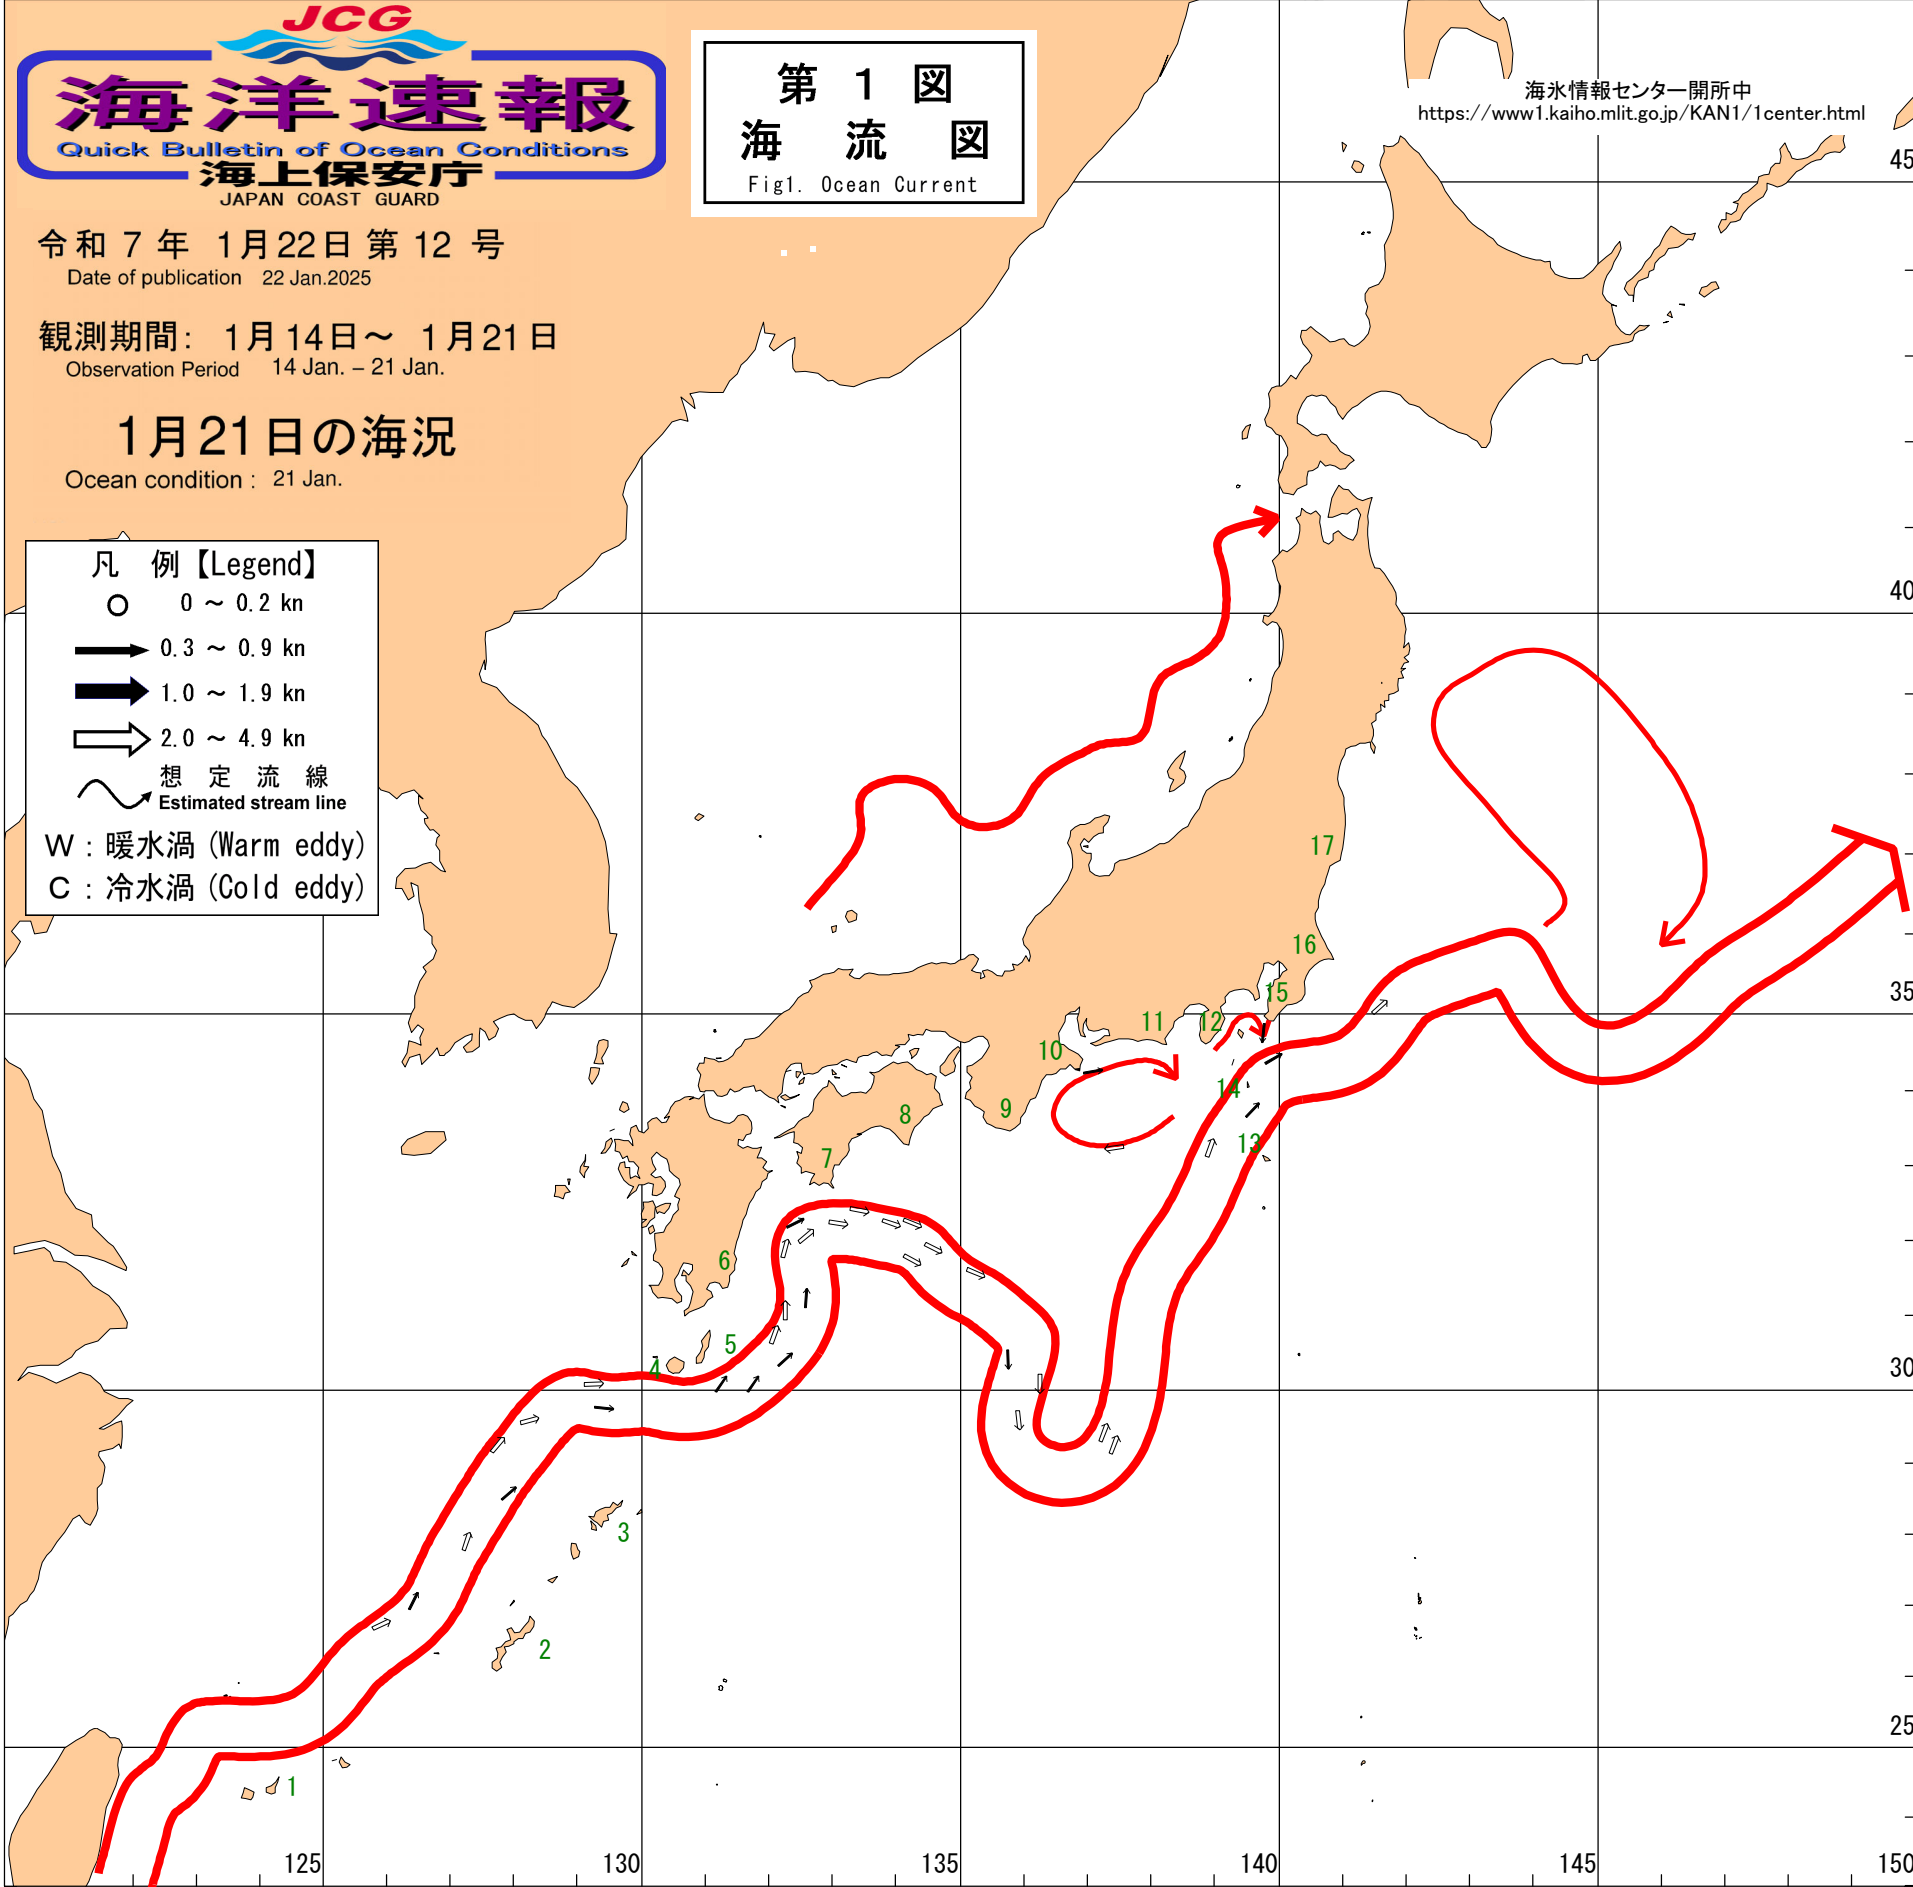 JCG
海洋速報
Quick Bulletin of Ocean Conditions
海上保安庁
JAPAN COAST GUARD
令和 7 年 1月22日 第 12 号
Date of publication 22 Jan.2025
観測期間: 1月14日～ 1月21日
Observation Period 14 Jan. – 21 Jan.
1月21日の海況
Ocean condition : 21 Jan.
第 1 図
海 流 図
Fig1. Ocean Current
海氷情報センター開所中
https://www1.kaiho.mlit.go.jp/KAN1/1center.html
凡 例【Legend】
0 ～ 0.2 kn
0.3 ～ 0.9 kn
1.0 ～ 1.9 kn
2.0 ～ 4.9 kn
想 定 流 線
Estimated stream line
W : 暖水渦 (Warm eddy)
C : 冷水渦 (Cold eddy)
45
40
35
30
25
17
16
15
12
11
10
14
9
8
13
7
6
5
4
3
2
1
125
130
135
140
145
150